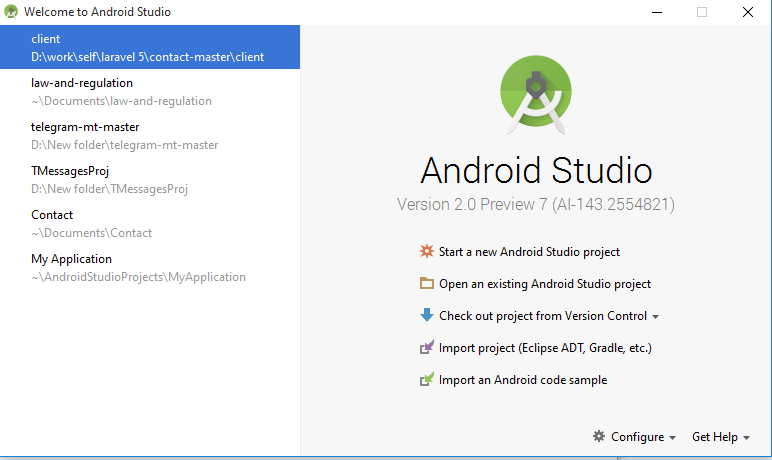 Welcome to Android Studio
client
D:\work\self\laravel 5\contact-master\client
law-and-regulation
~\Documents\law-and-regulation
telegram-mt-master
D:\New folder\telegram-mt-master
TMessagesProj
D:\New folder\TMessagesProj
Contact
~\Documents\Contact
My Application
~\AndroidStudioProjects\MyApplication
Android Studio
Version 2.0 Preview 7 (AI-143.2554821)
Start a new Android Studio project
Open an existing Android Studio project
Check out project from Version Control
Import project (Eclipse ADT, Gradle, etc.)
Import an Android code sample
Configure Get Help